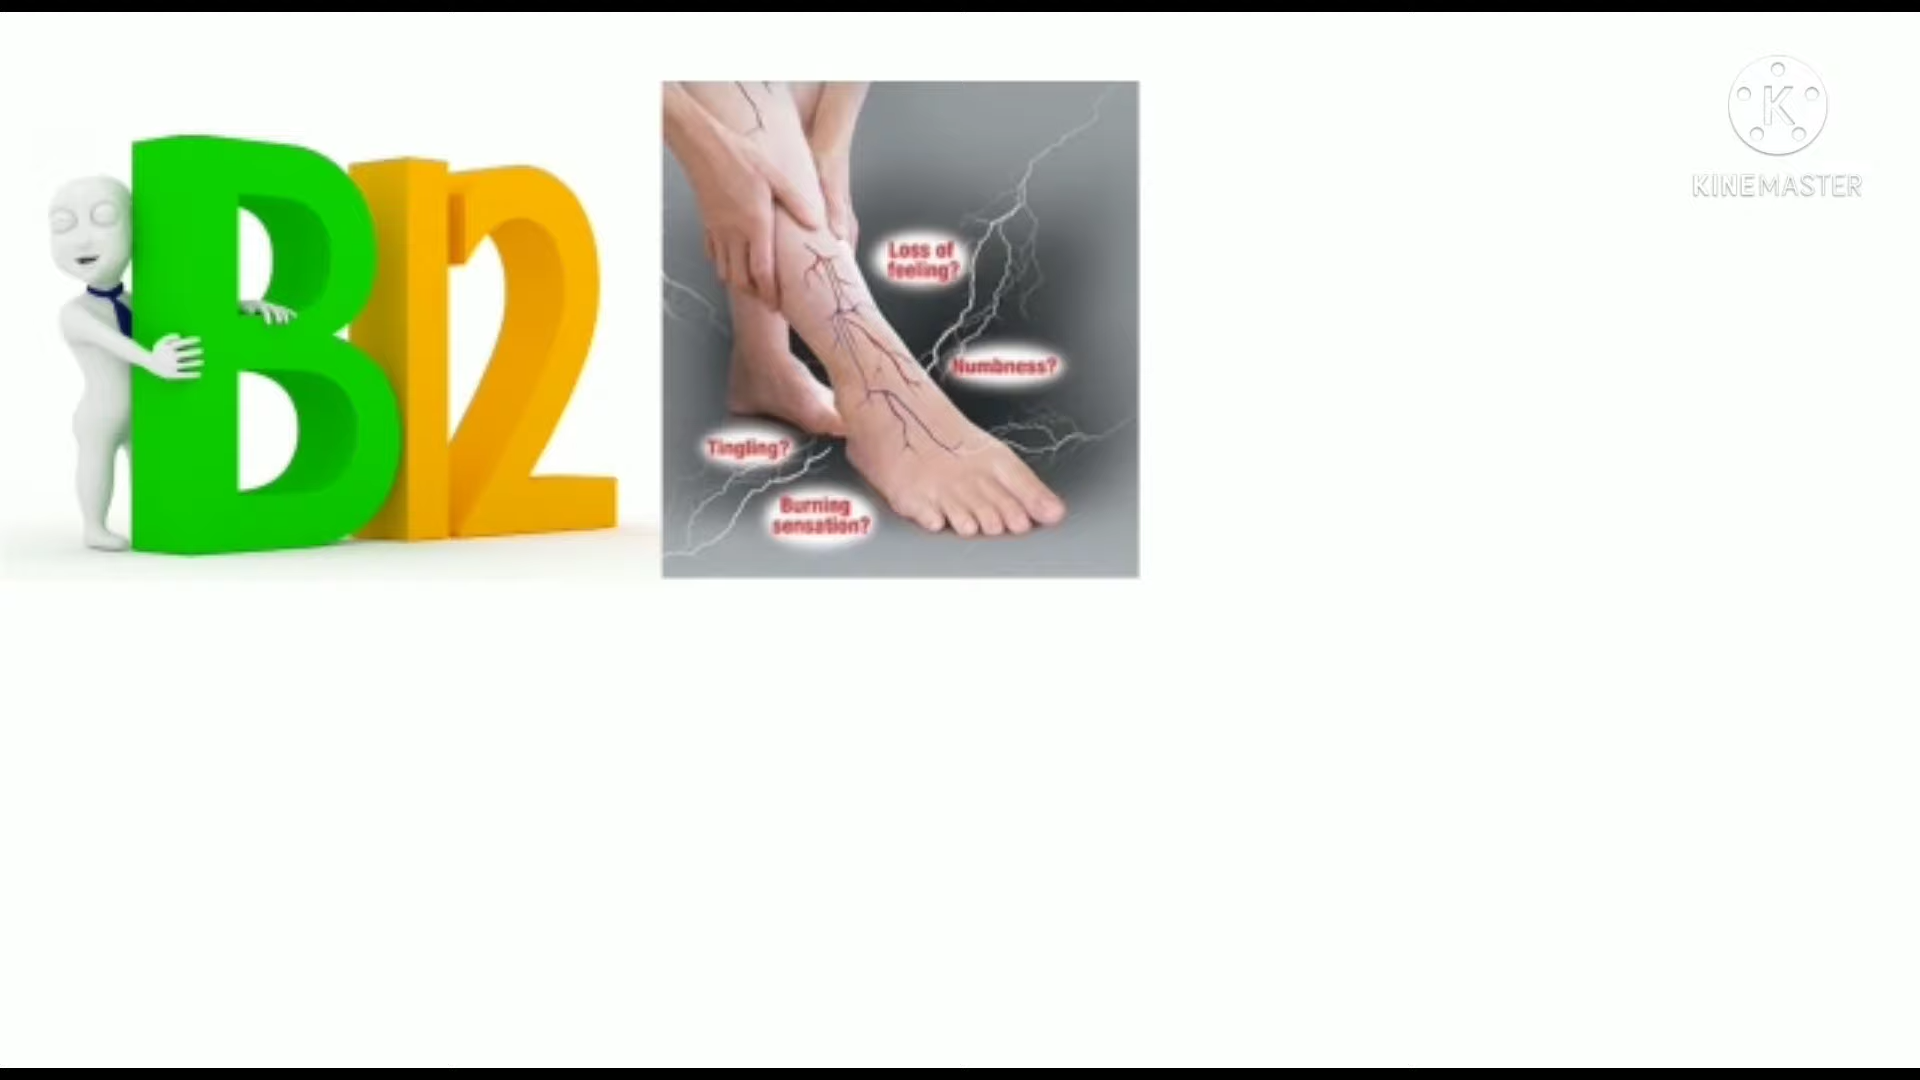 B12
Loss of
feeling?
Numbness?
Tingling?
Burning
sensation?
K
KINEMASTER